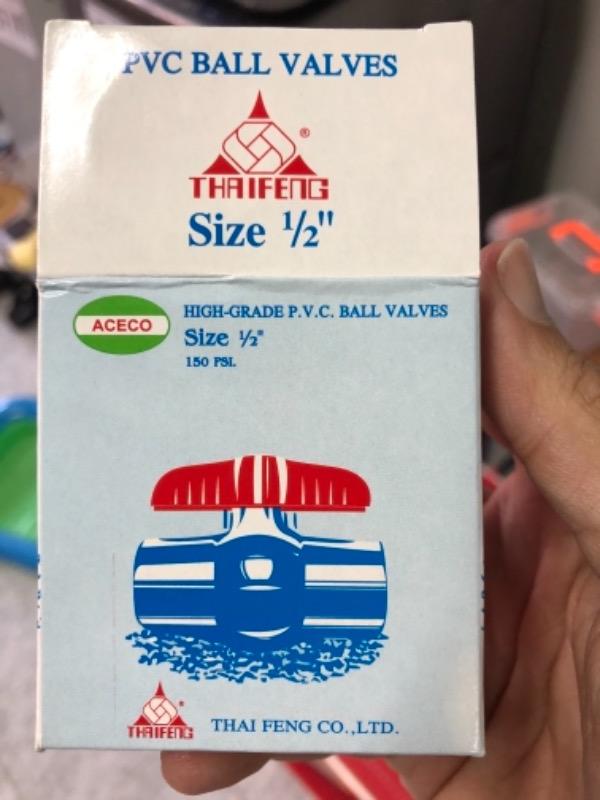 PVC BALL VALVES
®
THAIFENG
Size ½"
ACECO
HIGH-GRADE P.V.C. BALL VALVES
Size ½"
150 PSI.
THAIFENG
®
THAI FENG CO.,LTD.